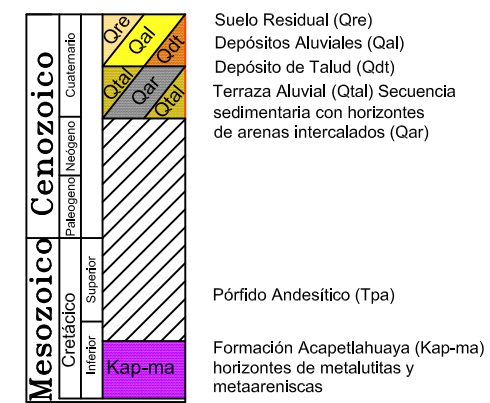 Cenozoico
Mesozoico
Cuaternario
Neógeno
Paleogeno
Cretácico
Superior
Inferior
Qre
Qal
Qdt
Qtal
Qar
Qtal
Kap-ma
Suelo Residual (Qre)
Depósitos Aluviales (Qal)
Depósito de Talud (Qdt)
Terraza Aluvial (Qtal) Secuencia
sedimentaria con horizontes
de arenas intercalados (Qar)
Pórfido Andesítico (Tpa)
Formación Acapetlahuaya (Kap-ma)
horizontes de metalutitas y
metaareniscas